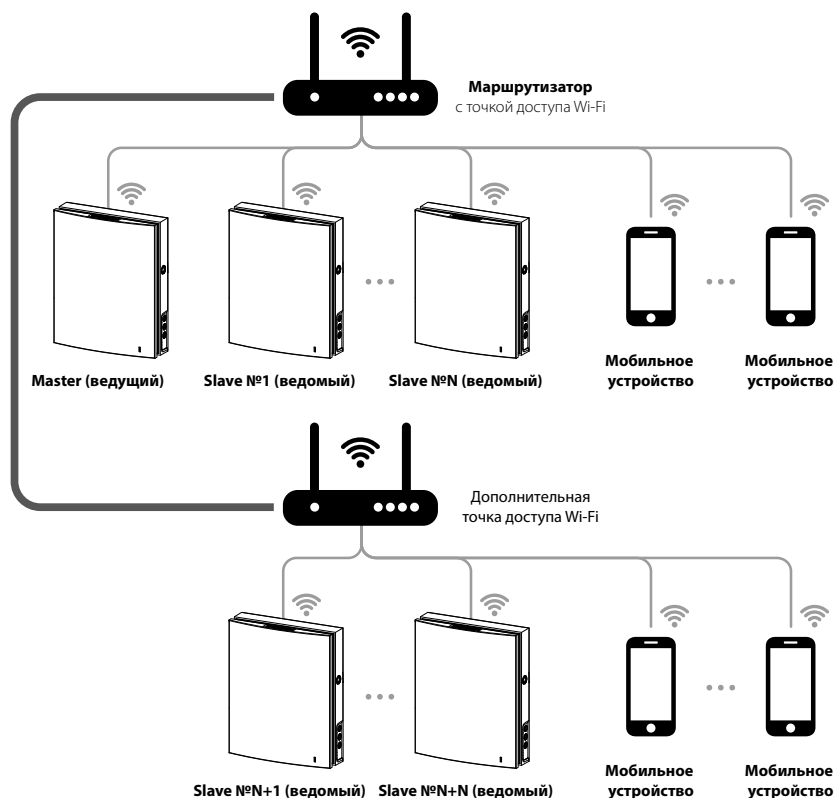 Маршрутизатор
с точкой доступа Wi-Fi
Master (ведущий)
Slave №1 (ведомый)
Slave №N (ведомый)
Мобильное
устройство
Мобильное
устройство
Дополнительная
точка доступа Wi-Fi
Slave №N+1 (ведомый)
Slave №N+N (ведомый)
Мобильное
устройство
Мобильное
устройство